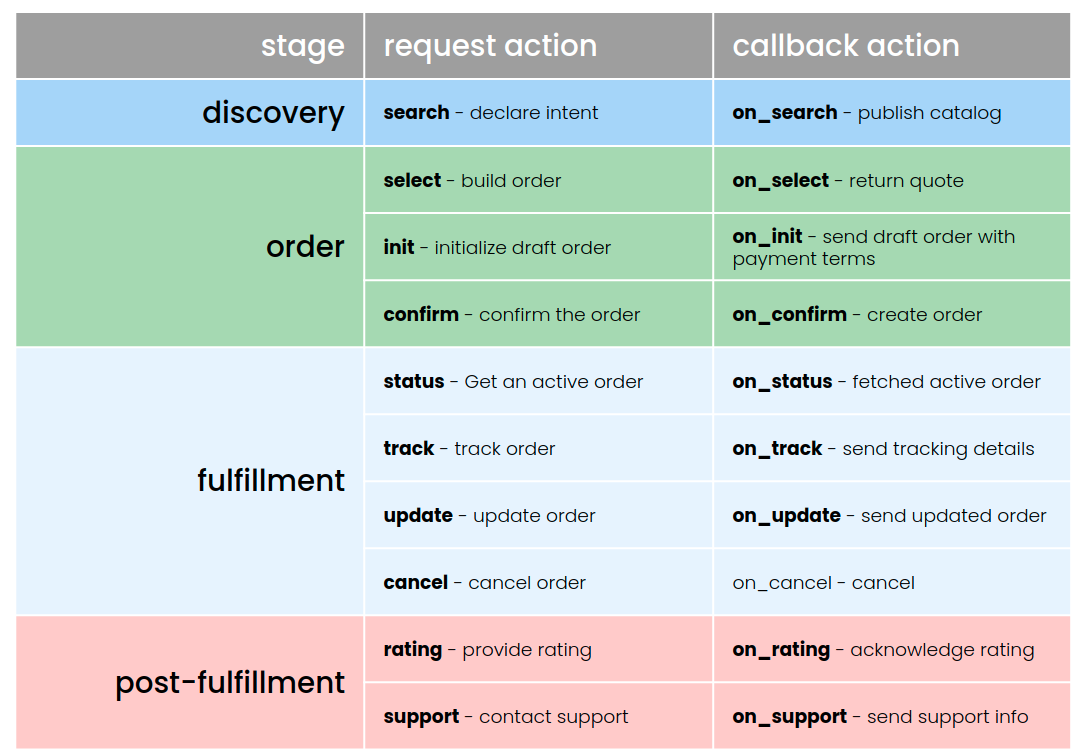 stage request action callback action
discovery search - declare intent on_search - publish catalog
select - build order on_select - return quote
order init - initialize draft order on_init - send draft order with
payment terms
confirm - confirm the order on_confirm - create order
status - Get an active order on_status - fetched active order
track - track order on_track - send tracking details
fulfillment
update - update order on_update - send updated order
cancel - cancel order on_cancel - cancel
rating - provide rating on_rating - acknowledge rating
post-fulfillment
support - contact support on_support - send support info